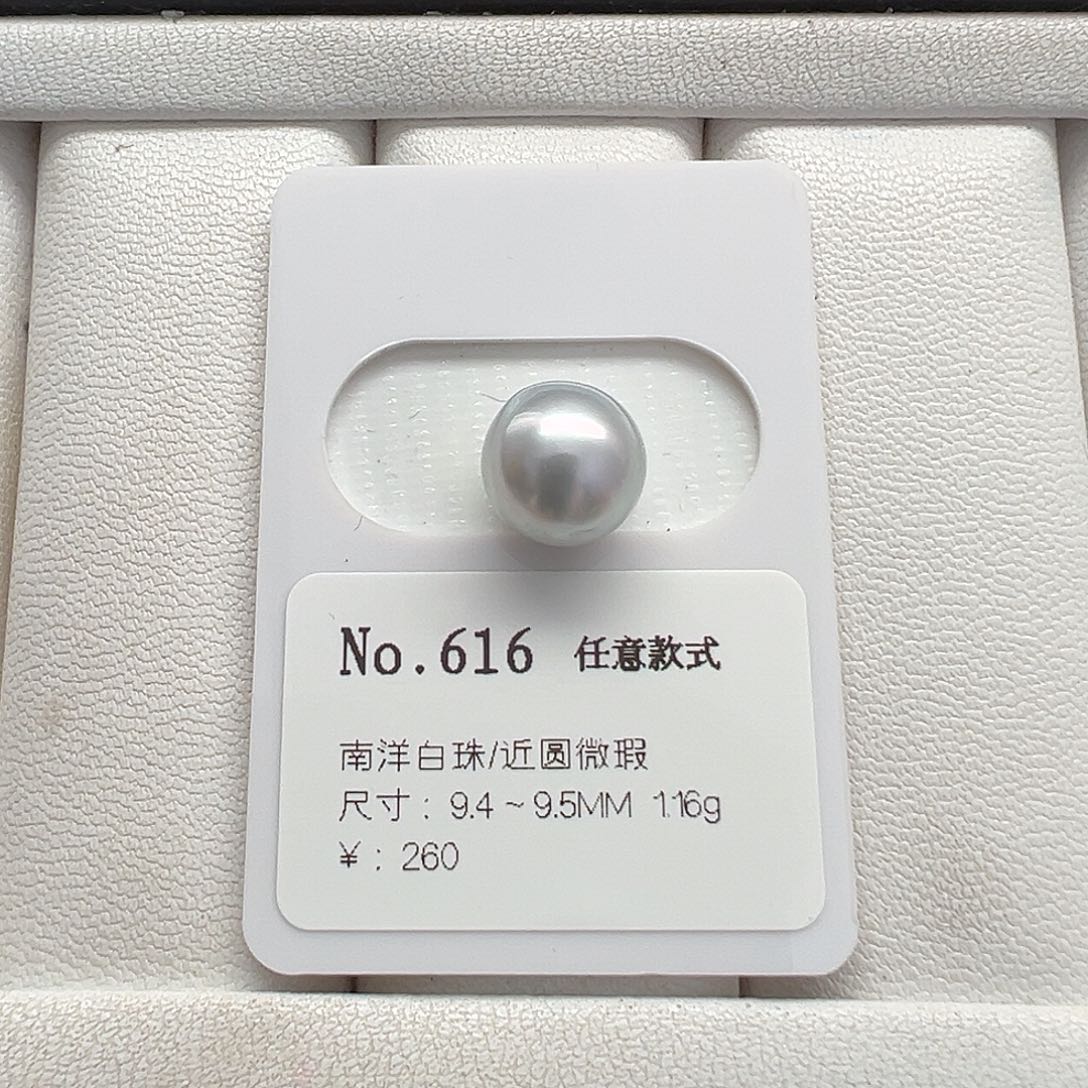 No.616 任意款式
南洋白珠/近圆微瑕
尺寸：9.4~9.5MM 1.16g
¥：260